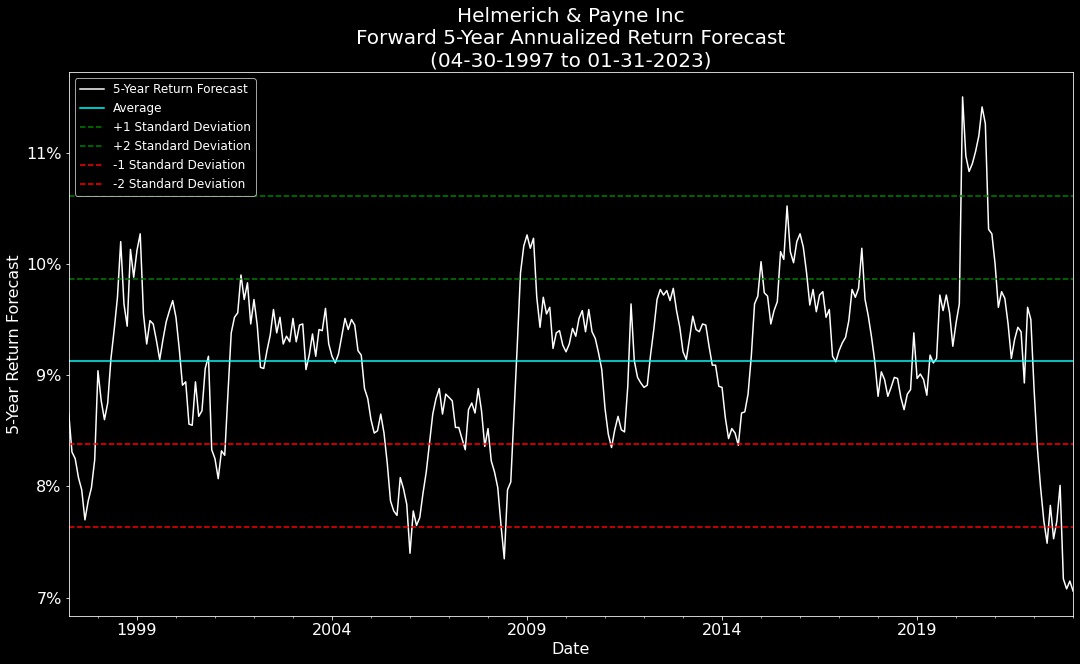 Helmerich & Payne Inc
Forward 5-Year Annualized Return Forecast
(04-30-1997 to 01-31-2023)
5-Year Return Forecast
Average
+1 Standard Deviation
+2 Standard Deviation
-1 Standard Deviation
-2 Standard Deviation
5-Year Return Forecast
11%
10%
9%
8%
7%
1999
2004
2009
2014
2019
Date